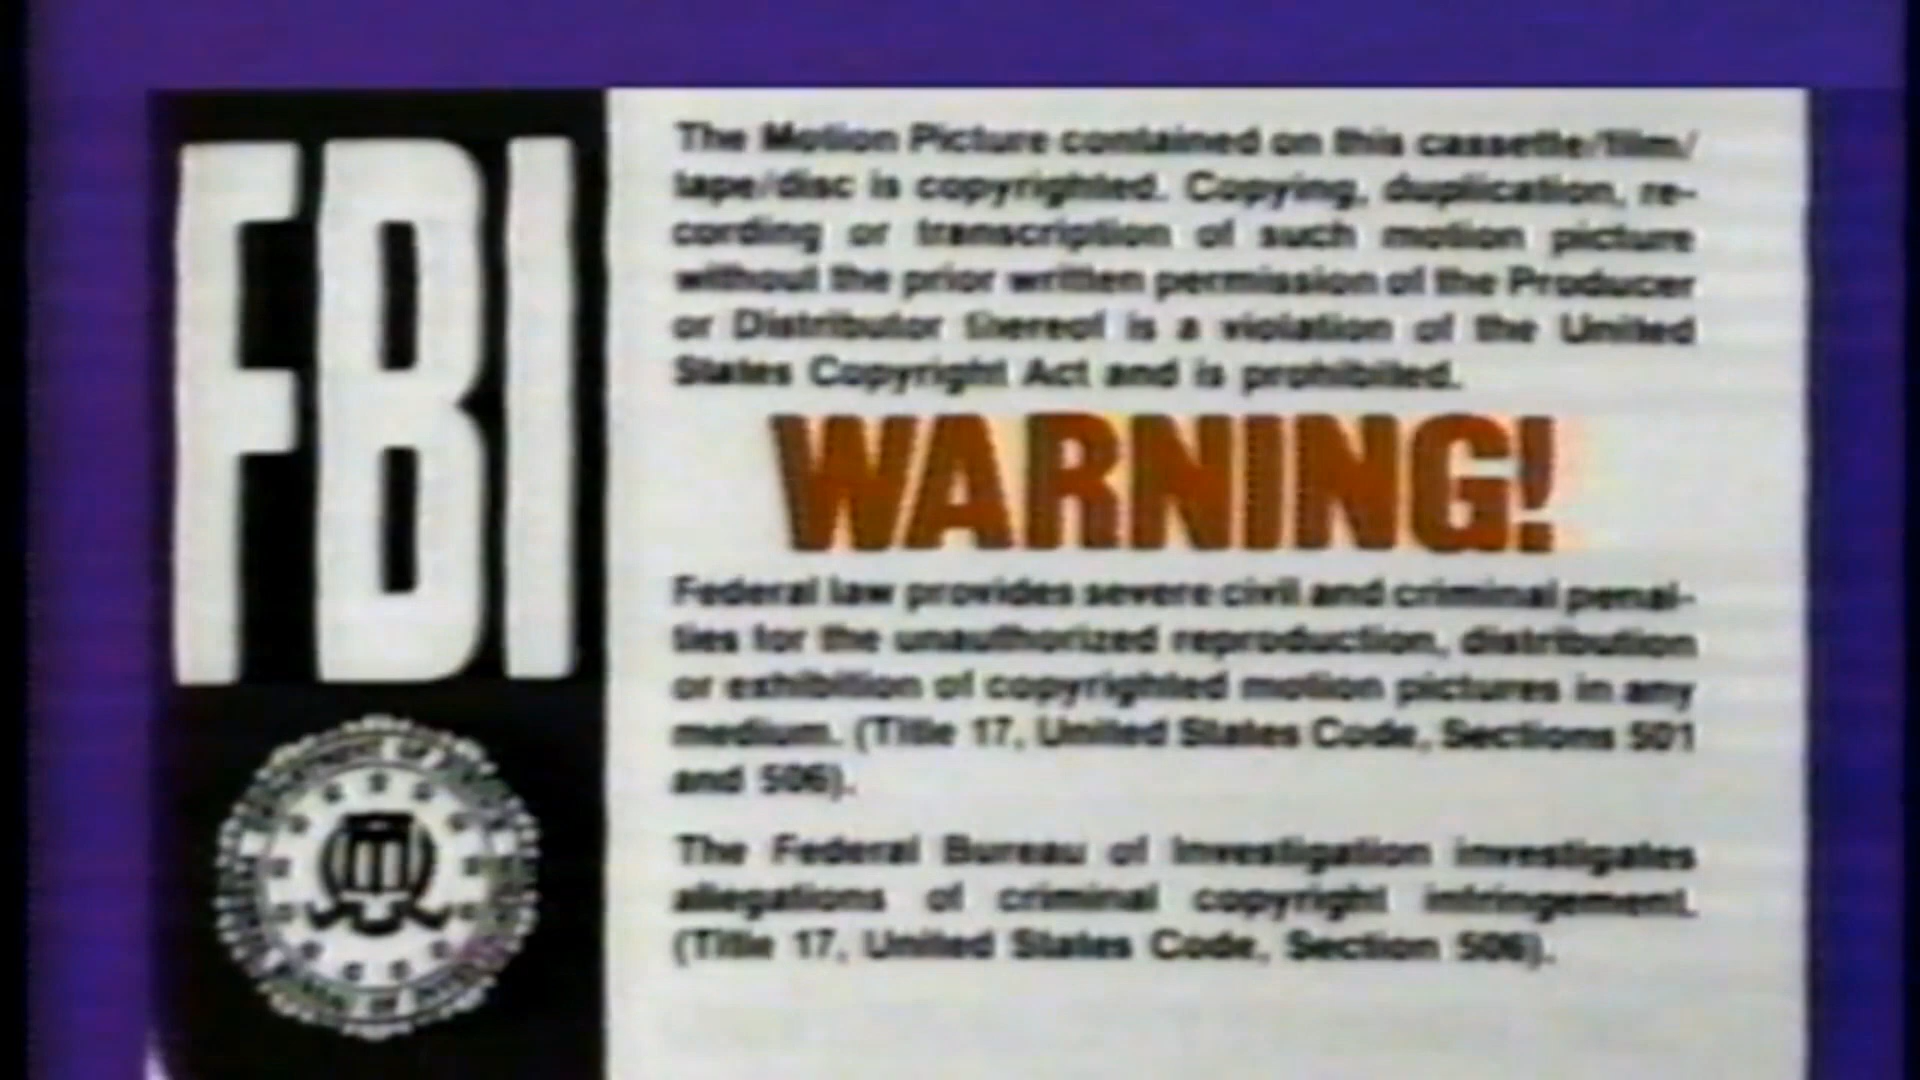 FBI
The Motion Picture contained on this cassette/film/
tape/disc is copyrighted. Copying, duplication, re-
cording or transcription of such motion picture
without the prior written permission of the Producer
or Distributor thereof is a violation of the United
States Copyright Act and is prohibited.
WARNING!
Federal law provides severe civil and criminal penal-
ties for the unauthorized reproduction, distribution
or exhibition of copyrighted motion pictures in any
medium. (Title 17, United States Code, Sections 501
and 506).
The Federal Bureau of Investigation investigates
allegations of criminal copyright infringement.
(Title 17, United States Code, Section 506).